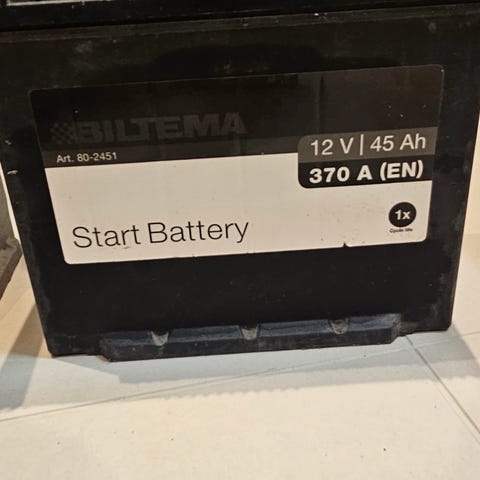 BILTEMA
Art. 80-2451
12 V | 45 Ah
370 A (EN)
Start Battery
1x
Cycle life